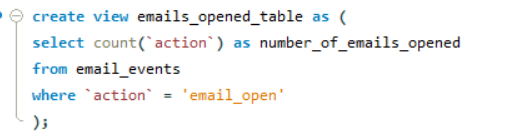 create view emails_opened_table as (
select count(`action`) as number_of_emails_opened
from email_events
where `action` = 'email_open'
);